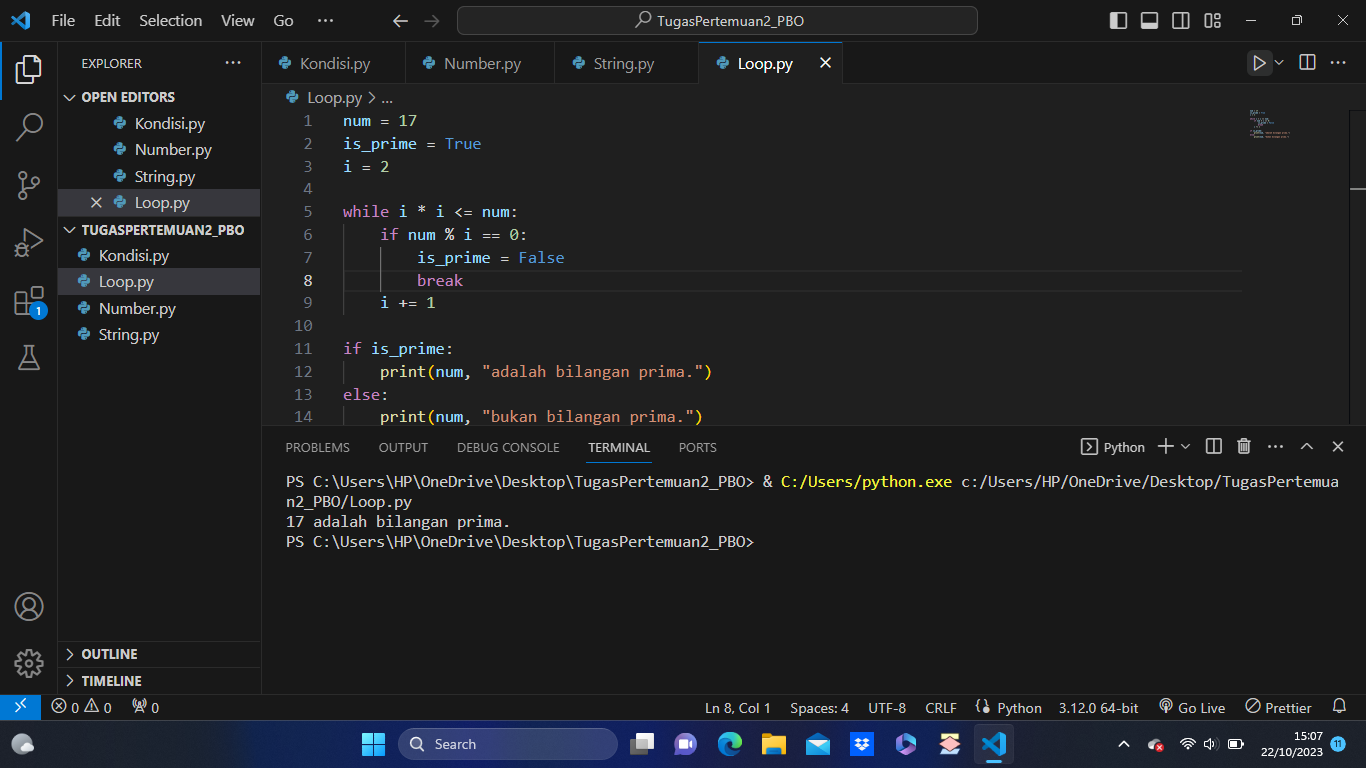 File Edit Selection View Go ... TugasPertemuan2_PBO
EXPLORER ...
OPEN EDITORS
Kondisi.py
Number.py
String.py
Loop.py
TUGASPERTEMUAN2_PBO
Kondisi.py
Loop.py
Number.py
String.py
OUTLINE
TIMELINE
1
Kondisi.py Number.py String.py Loop.py
Loop.py > ...
1 num = 17
2 is_prime = True
3 i = 2
4
5 while i * i <= num:
6     if num % i == 0:
7         is_prime = False
8         break
9     i += 1
10
11 if is_prime:
12     print(num, "adalah bilangan prima.")
13 else:
14     print(num, "bukan bilangan prima.")
PROBLEMS OUTPUT DEBUG CONSOLE TERMINAL PORTS Python
PS C:\Users\HP\OneDrive\Desktop\TugasPertemuan2_PBO> & C:/Users/python.exe c:/Users/HP/OneDrive/Desktop/TugasPertemua
n2_PBO/Loop.py
17 adalah bilangan prima.
PS C:\Users\HP\OneDrive\Desktop\TugasPertemuan2_PBO>
0 0 0 Ln 8, Col 1 Spaces: 4 UTF-8 CRLF Python 3.12.0 64-bit Go Live Prettier
Search
15:07
22/10/2023 11